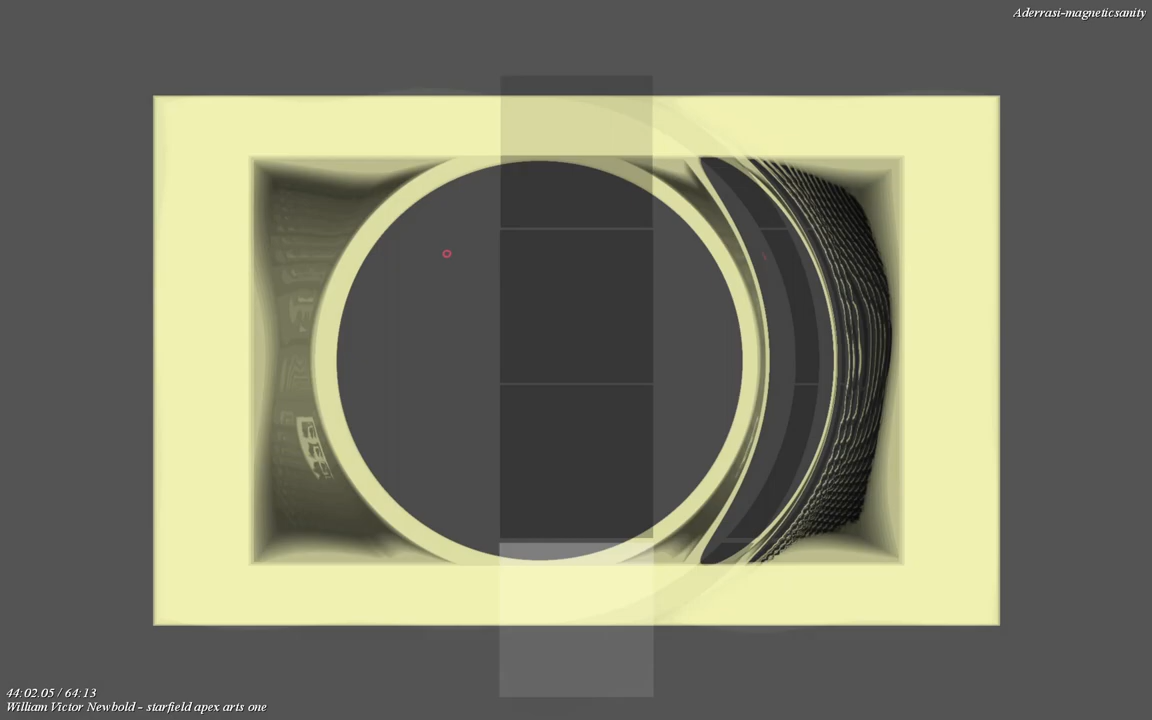 Aderrasi-magneticsanity
44:02.05 / 64:13
William Victor Newbold - starfield apex arts one